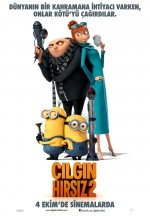 DÜNYANIN BİR KAHRAMANA İHTİYACI VARKEN,
ONLAR KÖTÜ'YÜ ÇAĞIRDILAR.
ÇILGIN
HIRSIZ 2
4 EKİM'DE SİNEMALARDA